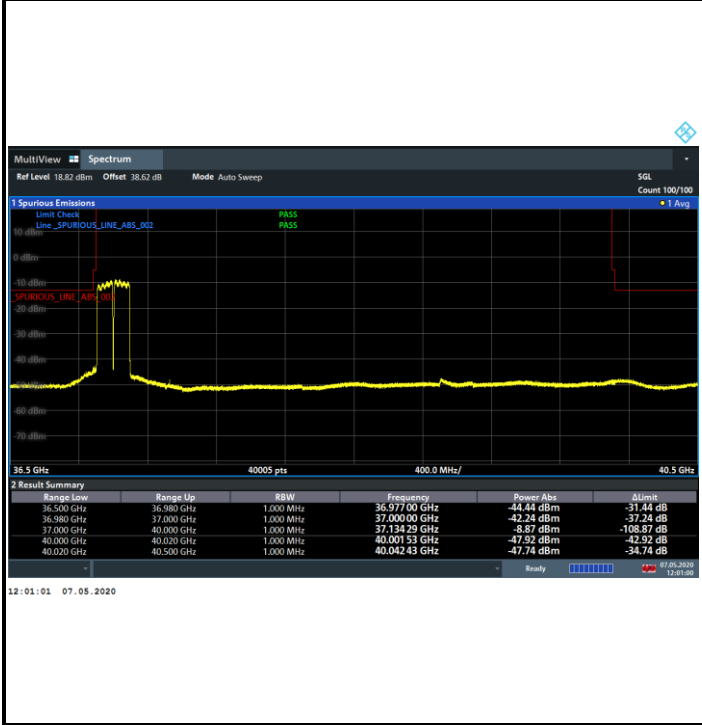 MultiView Spectrum
Ref Level 18.82 dBm Offset 38.62 dB Mode Auto Sweep SGL
Count 100/100
1 Spurious Emissions 1 Avg
Limit Check PASS
Line _SPURIOUS_LINE_ABS_002 PASS
10 dBm
0 dBm
-10 dBm
_SPURIOUS_LINE_ABS_002
-20 dBm
-30 dBm
-40 dBm
-50 dBm
-60 dBm
-70 dBm
36.5 GHz 40005 pts 400.0 MHz/ 40.5 GHz
2 Result Summary
Range Low Range Up RBW Frequency Power Abs ΔLimit
36.500 GHz 36.980 GHz 1.000 MHz 36.977 00 GHz -44.44 dBm -31.44 dB
36.980 GHz 37.000 GHz 1.000 MHz 37.000 00 GHz -42.24 dBm -37.24 dB
37.000 GHz 40.000 GHz 1.000 MHz 37.134 29 GHz -8.87 dBm -108.87 dB
40.000 GHz 40.020 GHz 1.000 MHz 40.001 53 GHz -47.92 dBm -42.92 dB
40.020 GHz 40.500 GHz 1.000 MHz 40.042 43 GHz -47.74 dBm -34.74 dB
Ready 07.05.2020
12:01:00
12:01:01 07.05.2020